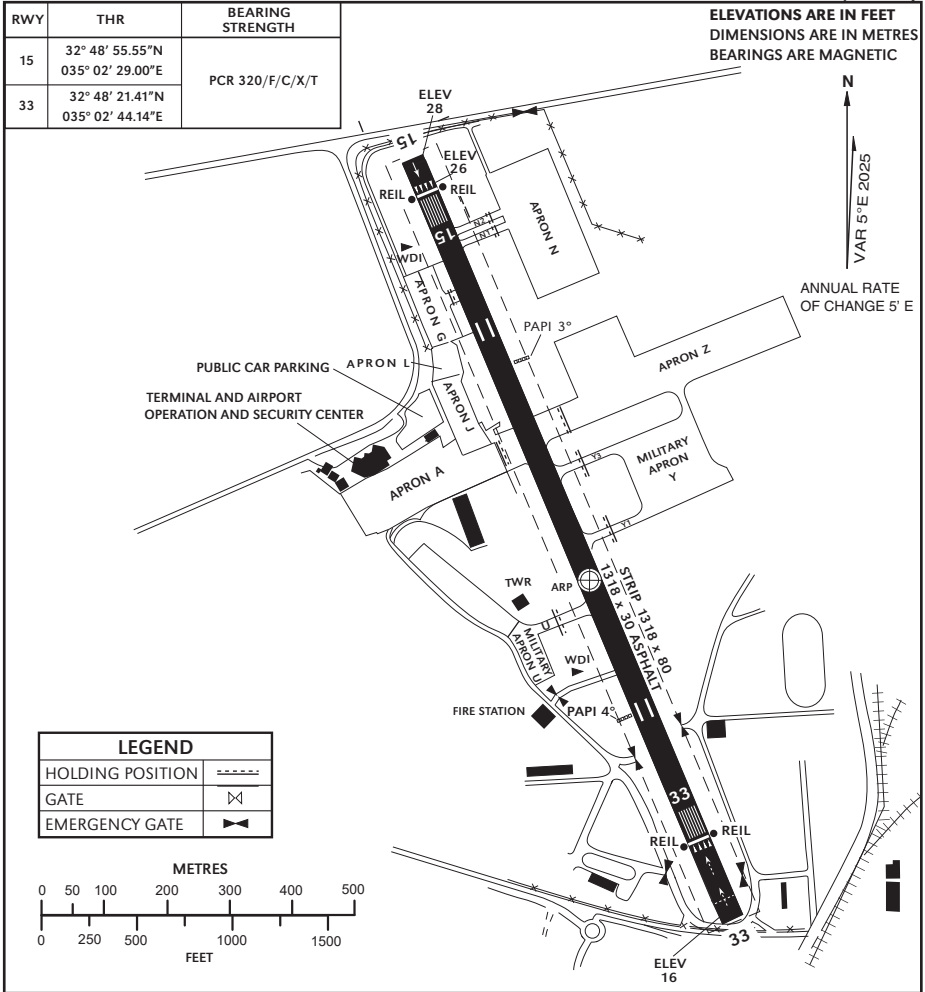 RWY THR BEARING STRENGTH
15 32° 48' 55.55"N 035° 02' 29.00"E PCR 320/F/C/X/T
33 32° 48' 21.41"N 035° 02' 44.14"E
ELEVATIONS ARE IN FEET
DIMENSIONS ARE IN METRES
BEARINGS ARE MAGNETIC
N
VAR 5°E 2025
ANNUAL RATE
OF CHANGE 5' E
ELEV
28
15
ELEV
26
REIL
REIL
15
N2
N1
APRON N
WDI
APRON G
PAPI 3°
PUBLIC CAR PARKING
APRON L
APRON Z
TERMINAL AND AIRPORT
OPERATION AND SECURITY CENTER
APRON J
APRON A
Y3
MILITARY
APRON
Y
Y1
TWR
ARP
STRIP 1318 x 80
1318 x 30 ASPHALT
U
MILITARY
APRON U
WDI
FIRE STATION
PAPI 4°
33
REIL
REIL
33
ELEV
16
LEGEND
HOLDING POSITION
GATE
EMERGENCY GATE
METRES
0 50 100 200 300 400 500
0 250 500 1000 1500
FEET